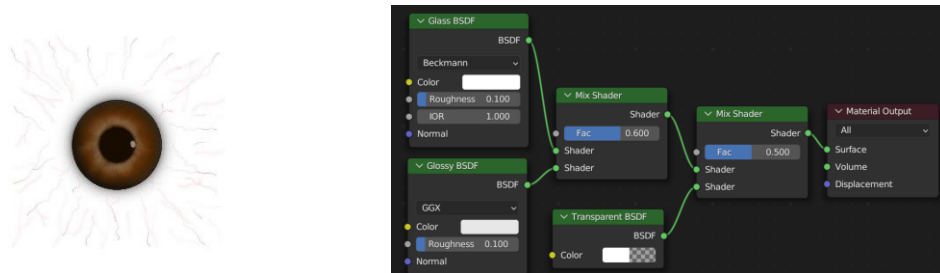 Glass BSDF
BSDF
Beckmann
Color
Roughness 0.100
IOR 1.000
Normal
Glossy BSDF
BSDF
GGX
Color
Roughness 0.100
Normal
Mix Shader
Shader
Fac 0.600
Shader
Shader
Transparent BSDF
BSDF
Color
Mix Shader
Shader
Fac 0.500
Shader
Shader
Material Output
All
Surface
Volume
Displacement